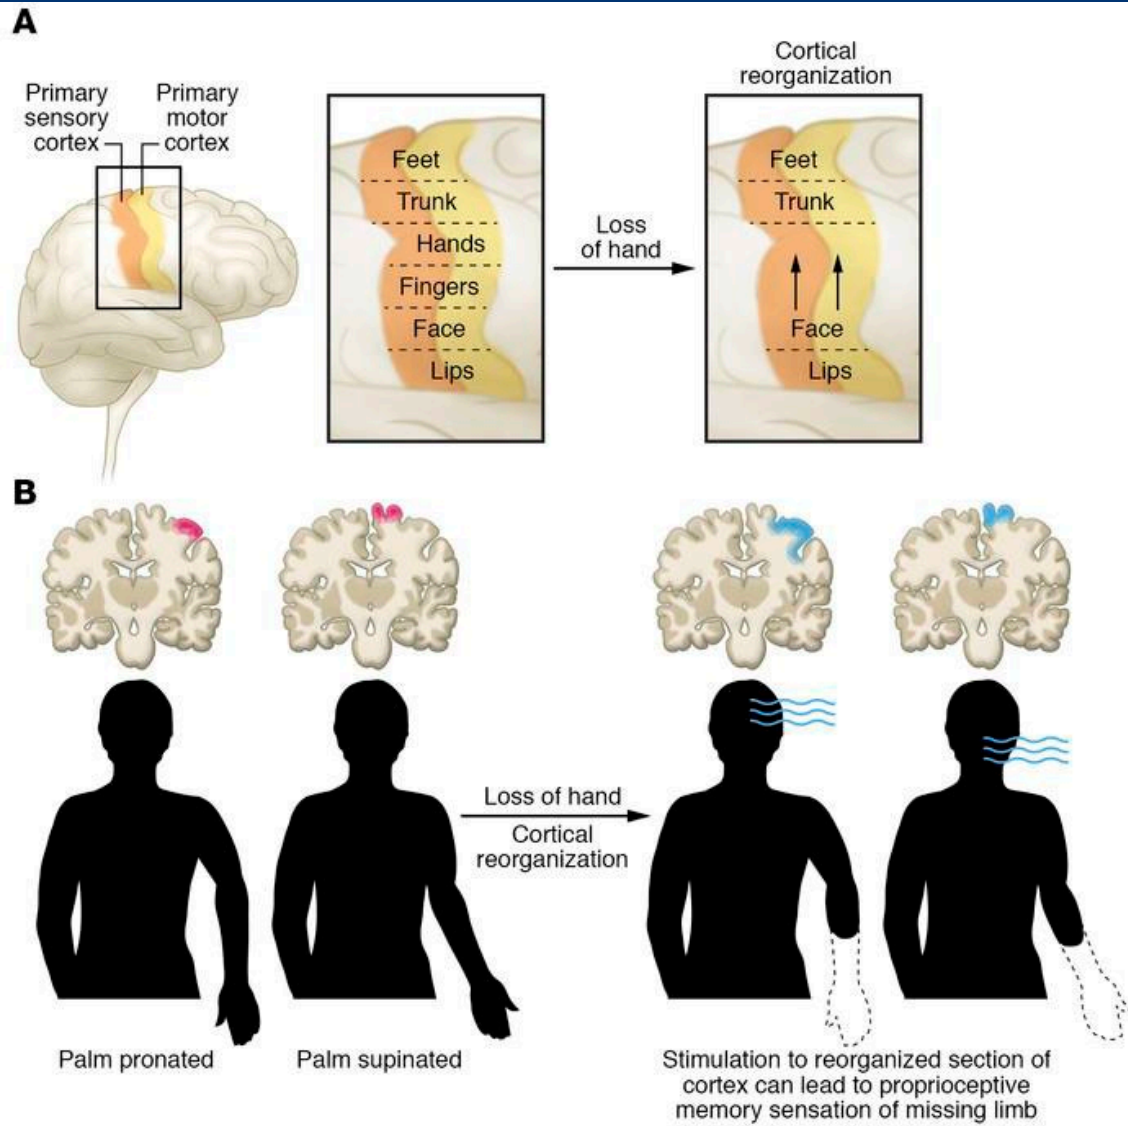 A
Primary
sensory
cortex
Primary
motor
cortex
Feet
Trunk
Hands
Fingers
Face
Lips
Loss
of hand
Cortical
reorganization
Feet
Trunk
Face
Lips
B
Loss of hand
Cortical
reorganization
Palm pronated
Palm supinated
Stimulation to reorganized section of
cortex can lead to proprioceptive
memory sensation of missing limb